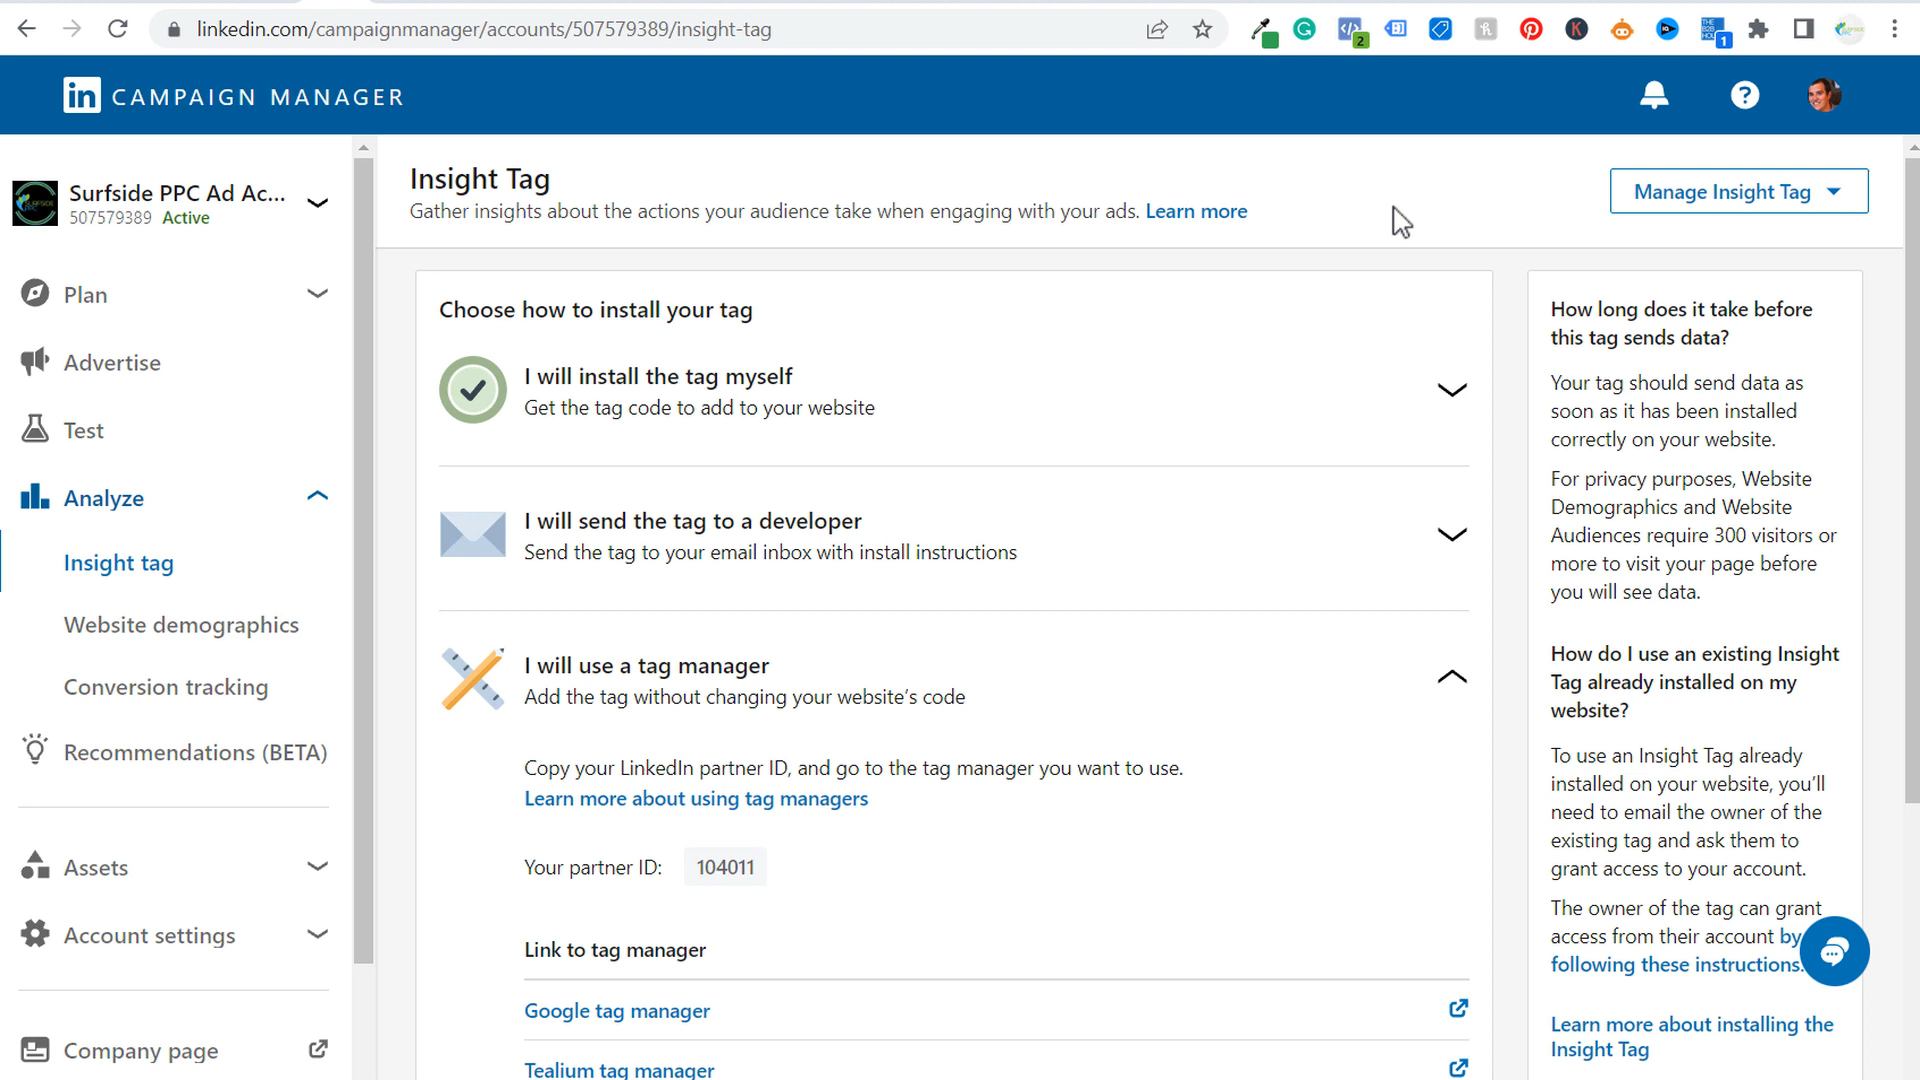 linkedin.com/campaignmanager/accounts/507579389/insight-tag
2
1
in CAMPAIGN MANAGER
Surfside PPC Ad Ac...
507579389 Active
Plan
Advertise
Test
Analyze
Insight tag
Website demographics
Conversion tracking
Recommendations (BETA)
Assets
Account settings
Company page
Insight Tag
Gather insights about the actions your audience take when engaging with your ads. Learn more
Manage Insight Tag
Choose how to install your tag
I will install the tag myself
Get the tag code to add to your website
I will send the tag to a developer
Send the tag to your email inbox with install instructions
I will use a tag manager
Add the tag without changing your website's code
Copy your LinkedIn partner ID, and go to the tag manager you want to use.
Learn more about using tag managers
Your partner ID: 104011
Link to tag manager
Google tag manager
Tealium tag manager
How long does it take before
this tag sends data?
Your tag should send data as
soon as it has been installed
correctly on your website.
For privacy purposes, Website
Demographics and Website
Audiences require 300 visitors or
more to visit your page before
you will see data.
How do I use an existing Insight
Tag already installed on my
website?
To use an Insight Tag already
installed on your website, you'll
need to email the owner of the
existing tag and ask them to
grant access to your account.
The owner of the tag can grant
access from their account by
following these instructions.
Learn more about installing the
Insight Tag